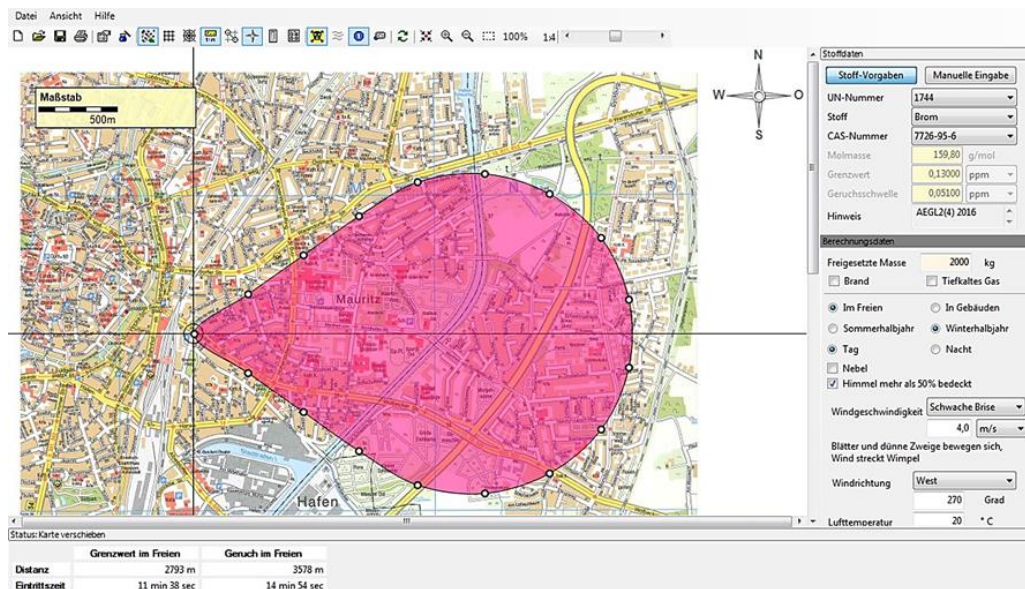 Datei Ansicht Hilfe
100% 1:4
Maßstab
500m
N
W O
S
Mauritz
Hafen
Stoffdaten
Stoff-Vorgaben Manuelle Eingabe
UN-Nummer 1744
Stoff Brom
CAS-Nummer 7726-95-6
Molmasse 159,80 g/mol
Grenzwert 0,13000 ppm
Geruchsschwelle 0,05100 ppm
Hinweis AEGL2(4) 2016
Berechnungsdaten
Freigesetzte Masse 2000 kg
Brand Tiefkaltes Gas
Im Freien In Gebäuden
Sommerhalbjahr Winterhalbjahr
Tag Nacht
Nebel
Himmel mehr als 50% bedeckt
Windgeschwindigkeit Schwache Brise
4,0 m/s
Blätter und dünne Zweige bewegen sich,
Wind streckt Wimpel
Windrichtung West
270 Grad
Lufttemperatur 20 °C
Status: Karte verschieben
Grenzwert im Freien Geruch im Freien
Distanz 2793 m 3578 m
Eintrittszeit 11 min 38 sec 14 min 54 sec